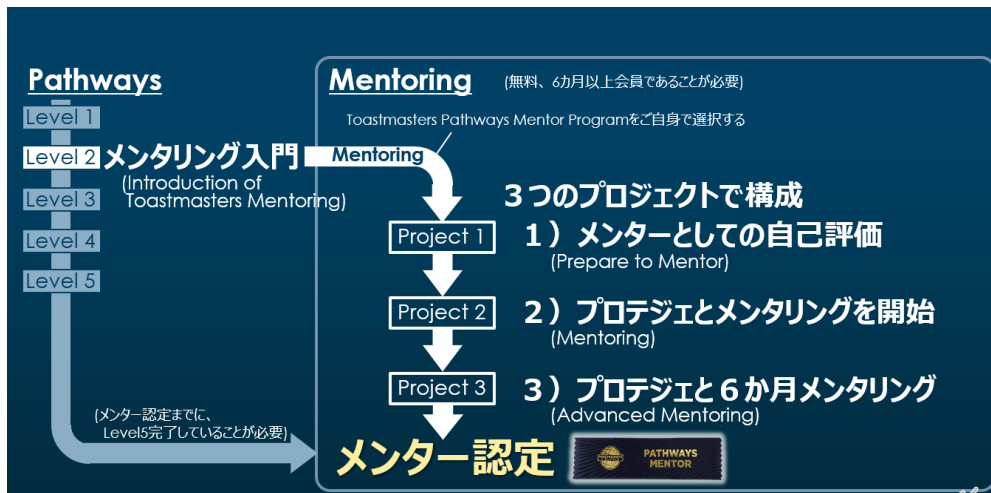 Pathways
Level 1
Level 2
メンタリング入門
(Introduction of
Toastmasters Mentoring)
Level 3
Level 4
Level 5
(メンター認定までに、
Level5完了していることが必要)
Mentoring
(無料、6カ月以上会員であることが必要)
Toastmasters Pathways Mentor Programをご自身で選択する
Mentoring
３つのプロジェクトで構成
Project 1
１）メンターとしての自己評価
(Prepare to Mentor)
Project 2
２）プロテジェとメンタリングを開始
(Mentoring)
Project 3
３）プロテジェと６か月メンタリング
(Advanced Mentoring)
メンター認定
PATHWAYS
MENTOR